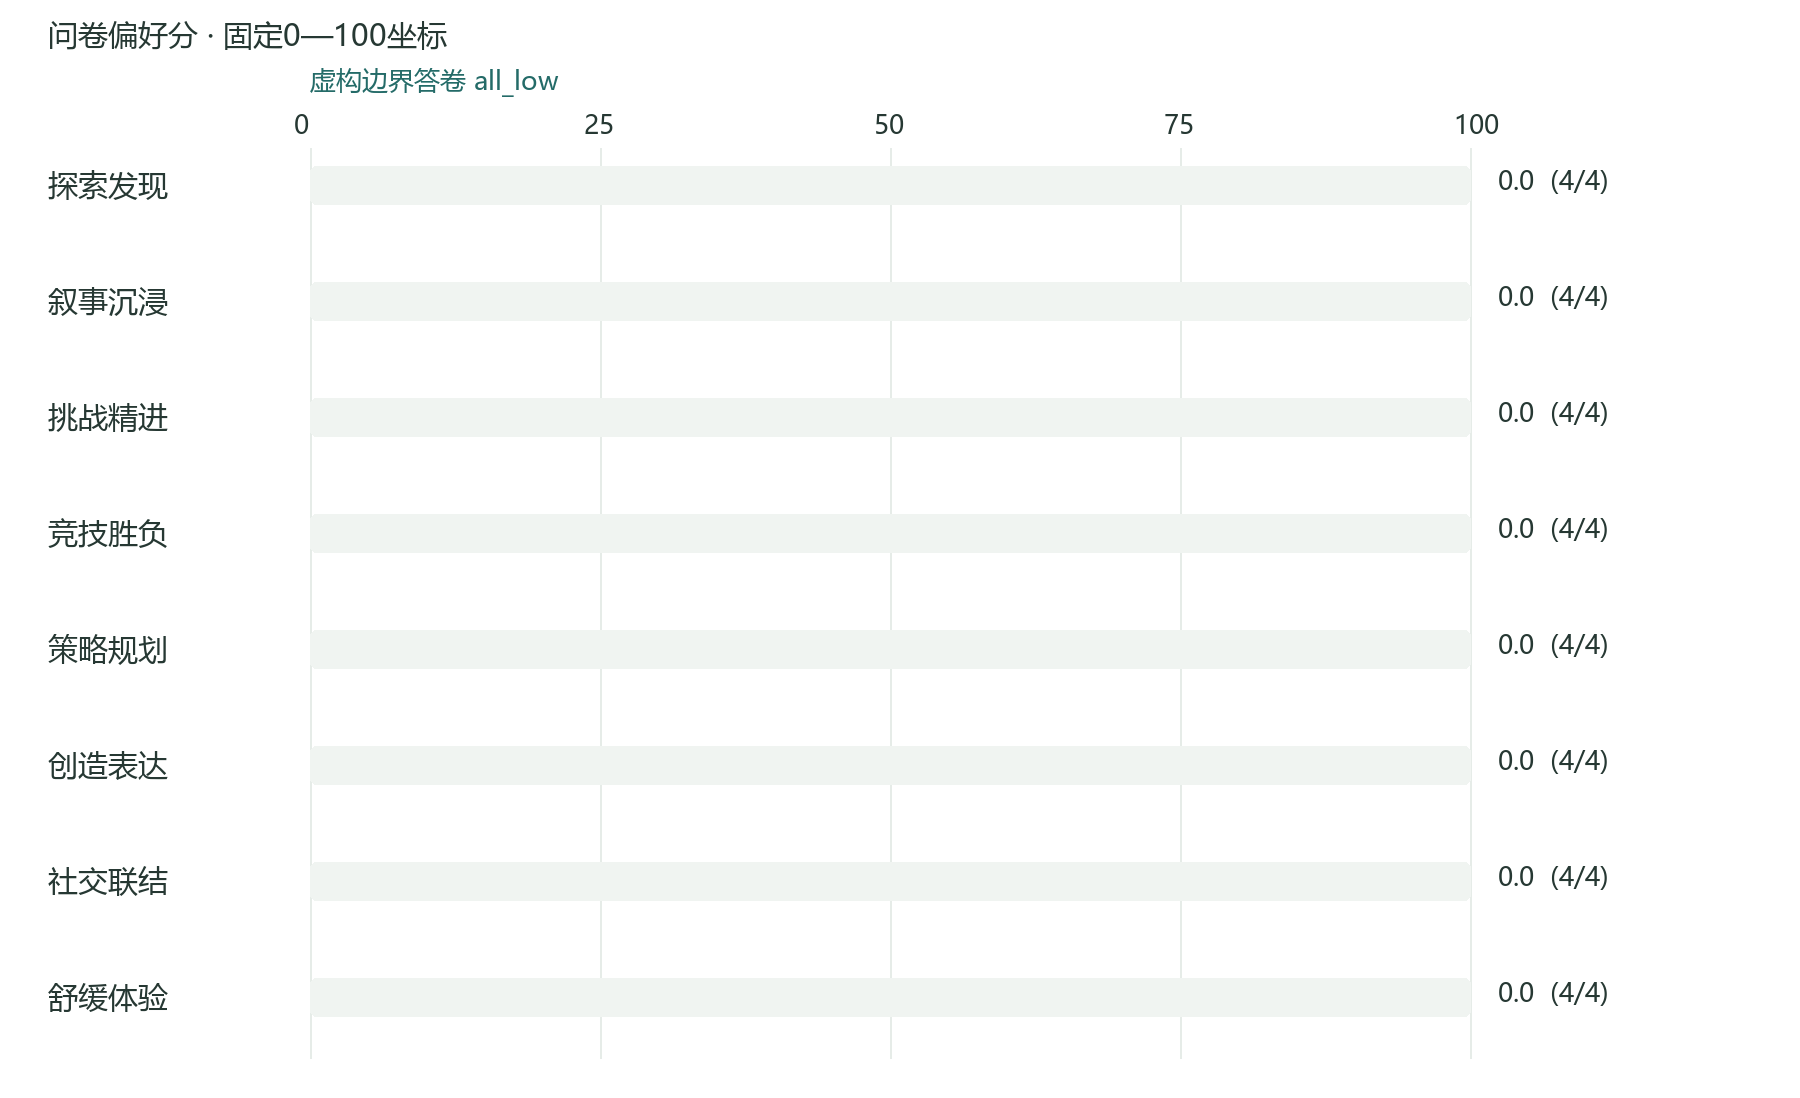 问卷偏好分 · 固定0—100坐标
虚构边界答卷 all_low
0 25 50 75 100
探索发现 0.0 (4/4)
叙事沉浸 0.0 (4/4)
挑战精进 0.0 (4/4)
竞技胜负 0.0 (4/4)
策略规划 0.0 (4/4)
创造表达 0.0 (4/4)
社交联结 0.0 (4/4)
舒缓体验 0.0 (4/4)